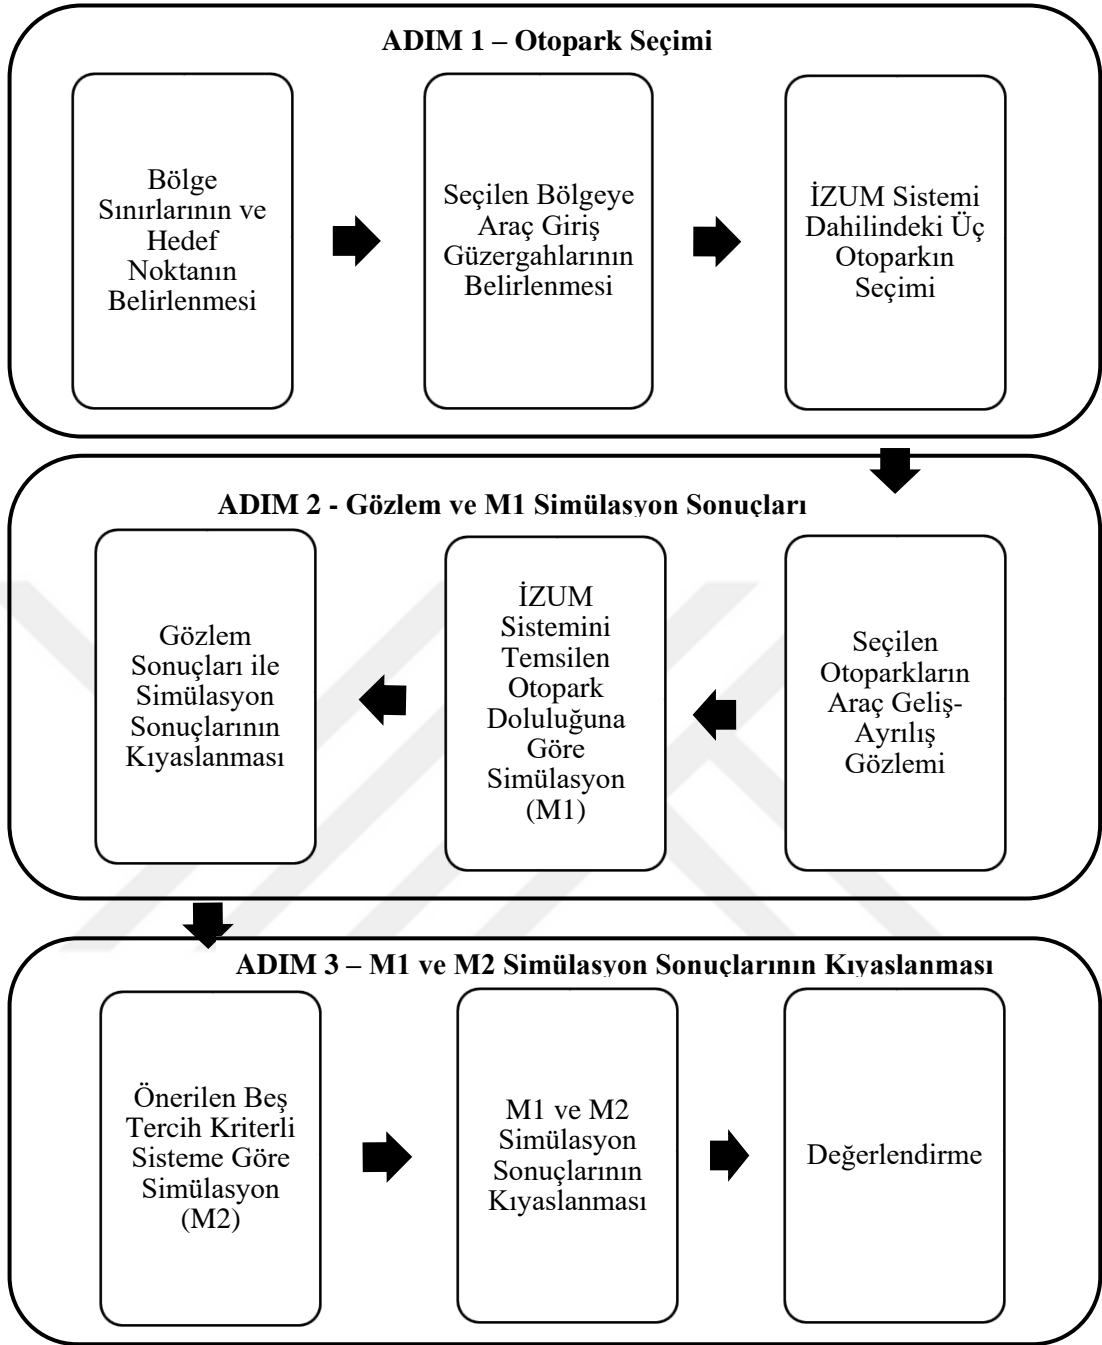 ADIM 1 – Otopark Seçimi
Bölge
Sınırlarının ve
Hedef
Noktanın
Belirlenmesi
Seçilen Bölgeye
Araç Giriş
Güzergahlarının
Belirlenmesi
İZUM Sistemi
Dahilindeki Üç
Otoparkın
Seçimi
ADIM 2 - Gözlem ve M1 Simülasyon Sonuçları
Seçilen
Otoparkların
Araç Geliş-
Ayrılış
Gözlemi
İZUM
Sistemini
Temsilen
Otopark
Doluluğuna
Göre
Simülasyon
(M1)
Gözlem
Sonuçları ile
Simülasyon
Sonuçlarının
Kıyaslanması
ADIM 3 – M1 ve M2 Simülasyon Sonuçlarının Kıyaslanması
Önerilen Beş
Tercih Kriterli
Sisteme Göre
Simülasyon
(M2)
M1 ve M2
Simülasyon
Sonuçlarının
Kıyaslanması
Değerlendirme